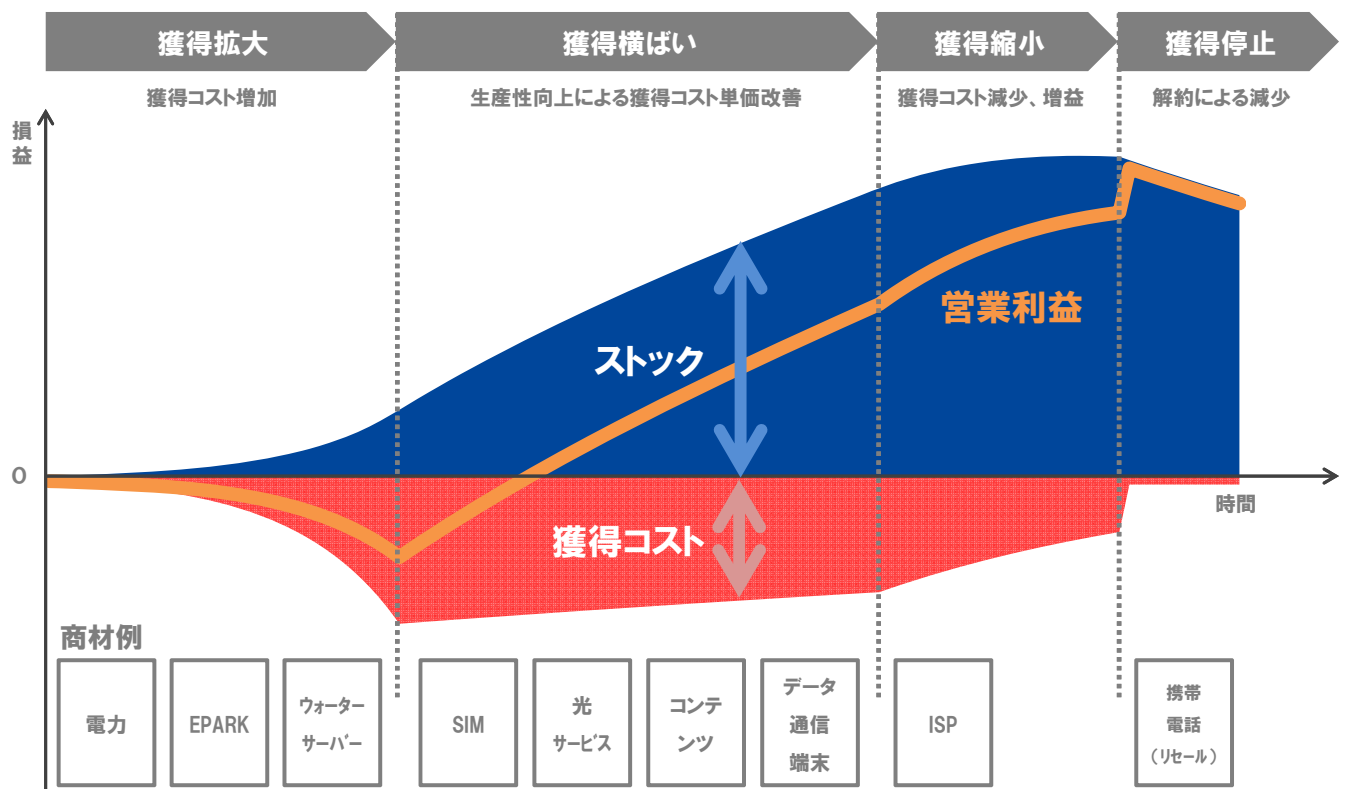 獲得拡大
獲得横ばい
獲得縮小
獲得停止
獲得コスト増加
生産性向上による獲得コスト単価改善
獲得コスト減少、増益
解約による減少
損
益
営業利益
ストック
0
時間
獲得コスト
商材例
電力
EPARK
ウォーター
サーバー
SIM
光
サービス
コンテ
ンツ
データ
通信
端末
ISP
携帯
電話
(リセール)